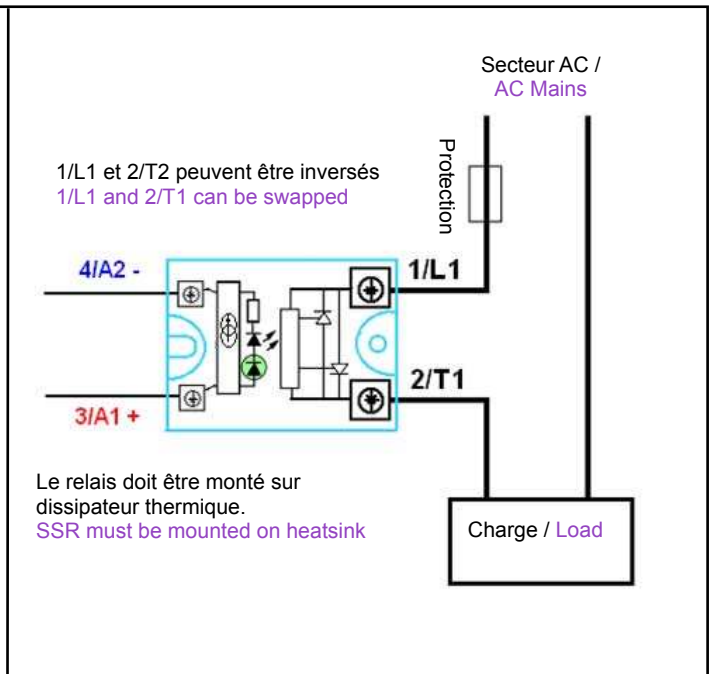 Secteur AC /
AC Mains
Protection
1/L1 et 2/T2 peuvent être inversés
1/L1 and 2/T1 can be swapped
4/A2 -
1/L1
2/T1
3/A1 +
Le relais doit être monté sur
dissipateur thermique.
SSR must be mounted on heatsink
Charge / Load